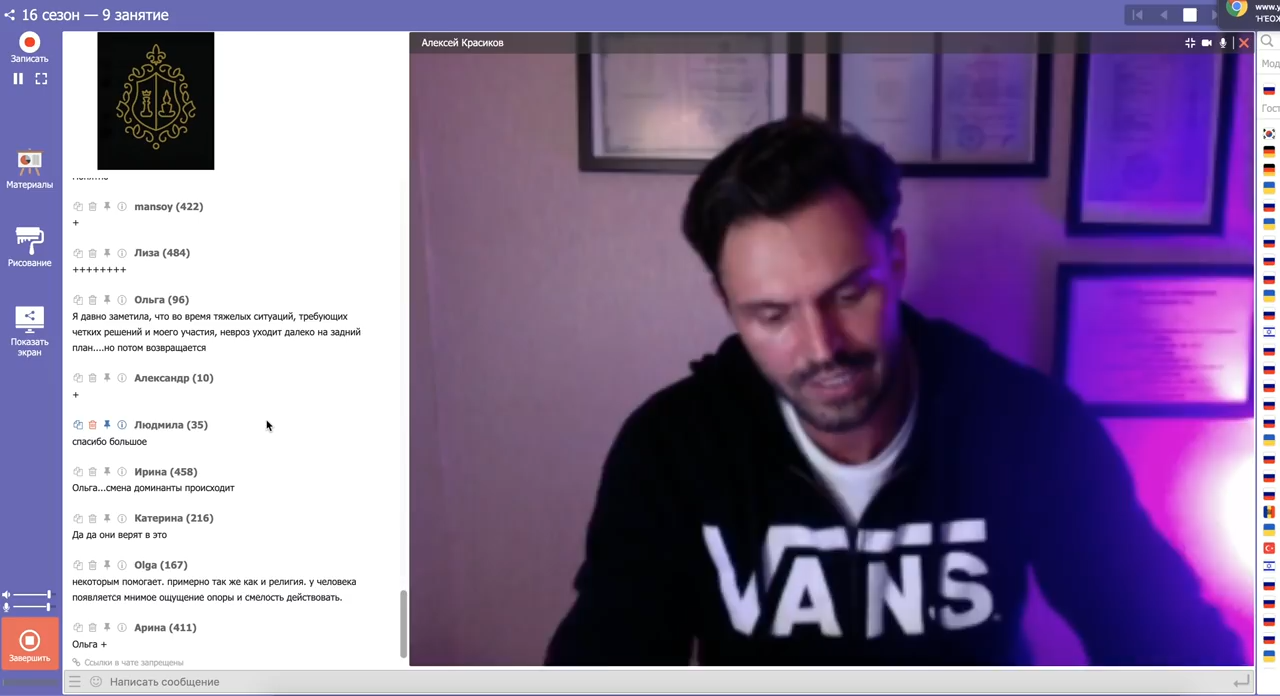 16 сезон — 9 занятие
www.y
Записать
Материалы
Рисование
Показать
экран
Завершить
mansoy (422)
+
Лиза (484)
++++++++
Ольга (96)
Я давно заметила, что во время тяжелых ситуаций, требующих
четких решений и моего участия, невроз уходит далеко на задний
план....но потом возвращается
Александр (10)
+
Людмила (35)
спасибо большое
Ирина (458)
Ольга...смена доминанты происходит
Катерина (216)
Да да они верят в это
Olga (167)
некоторым помогает. примерно так же как и религия. у человека
появляется мнимое ощущение опоры и смелость действовать.
Арина (411)
Ольга +
Ссылки в чате запрещены
Написать сообщение
Алексей Красиков
VANS
Мод
Гост